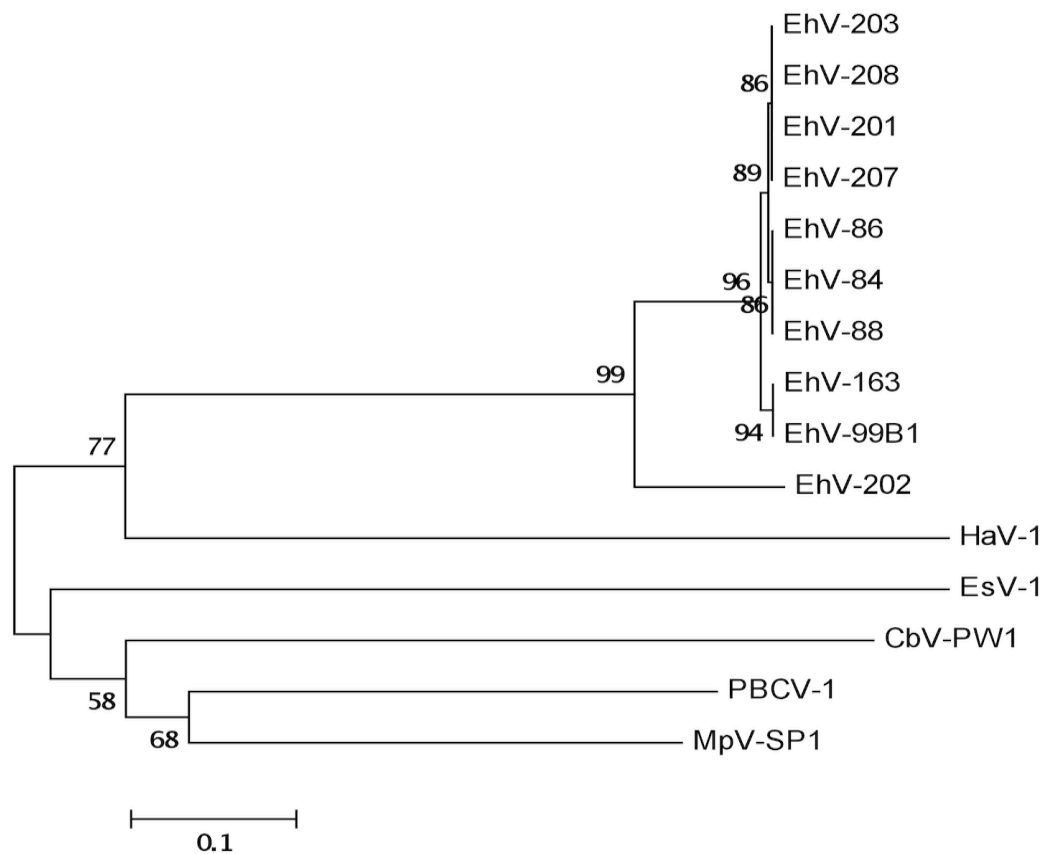 EhV-203
EhV-208
86
EhV-201
89
EhV-207
EhV-86
96
EhV-84
86
EhV-88
99
EhV-163
94
EhV-99B1
77
EhV-202
HaV-1
EsV-1
CbV-PW1
58
PBCV-1
68
MpV-SP1
0.1